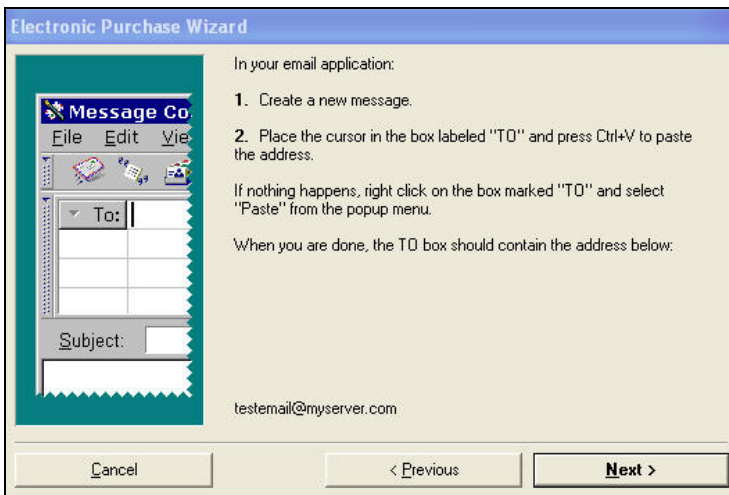 Electronic Purchase Wizard
In your email application:
1. Create a new message.
2. Place the cursor in the box labeled "TO" and press Ctrl+V to paste
the address.
If nothing happens, right click on the box marked "TO" and select
"Paste" from the popup menu.
When you are done, the TO box should contain the address below:
Message Co
File Edit Vie
To:
Subject:
testemail@myserver.com
Cancel
< Previous
Next >